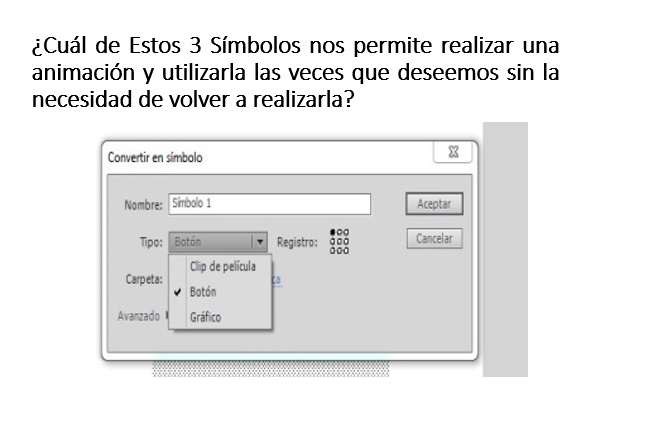 ¿Cuál de Estos 3 Símbolos nos permite realizar una
animación y utilizarla las veces que deseemos sin la
necesidad de volver a realizarla?
Convertir en símbolo
Nombre: Símbolo 1
Aceptar
Tipo: Botón
Registro:
Cancelar
Clip de película
Carpeta:
Botón
Avanzado
Gráfico